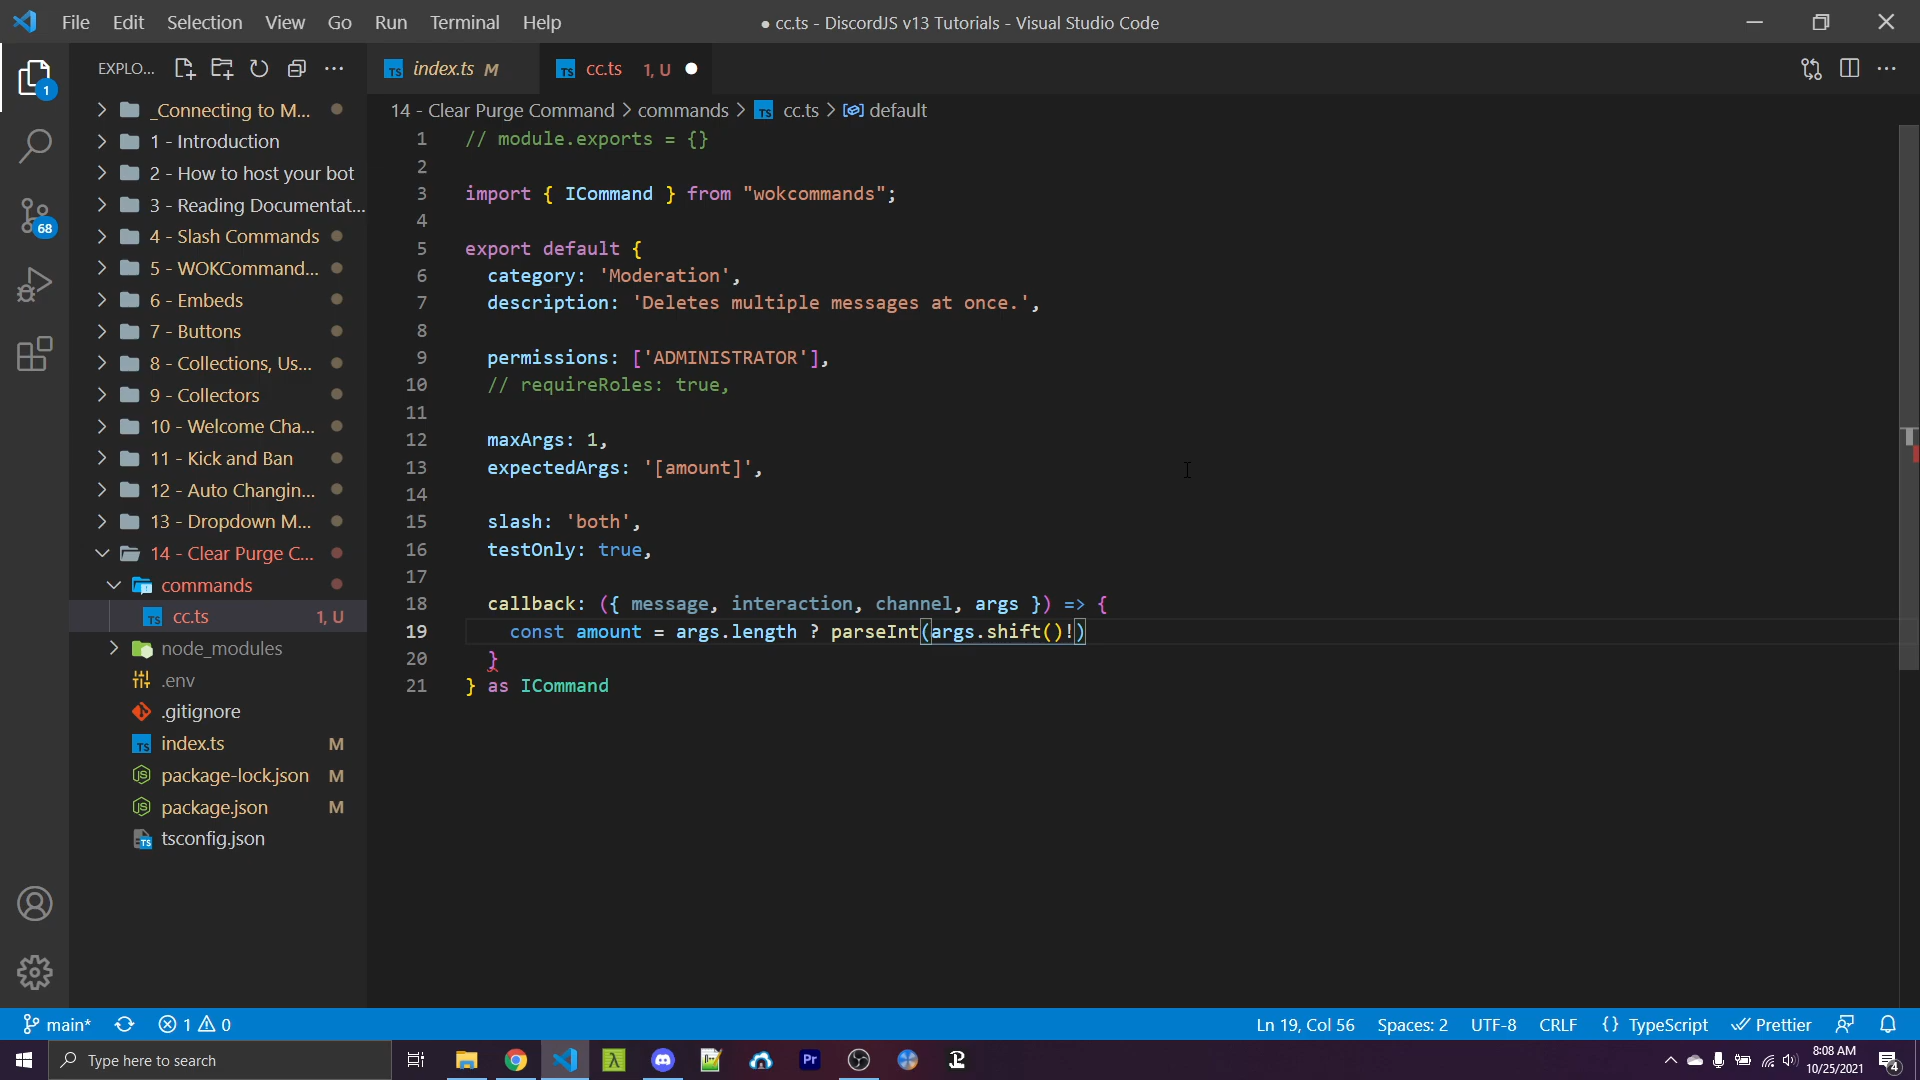 File Edit Selection View Go Run Terminal Help
● cc.ts - DiscordJS v13 Tutorials - Visual Studio Code
EXPLO...
TS index.ts M
TS cc.ts 1, U
14 - Clear Purge Command > commands > TS cc.ts > default
1
_Connecting to M...
1 - Introduction
2 - How to host your bot
3 - Reading Documentat...
68
4 - Slash Commands
5 - WOKCommand...
6 - Embeds
7 - Buttons
8 - Collections, Us...
9 - Collectors
10 - Welcome Cha...
11 - Kick and Ban
12 - Auto Changin...
13 - Dropdown M...
14 - Clear Purge C...
commands
TS cc.ts 1, U
node_modules
.env
.gitignore
TS index.ts M
JS package-lock.json M
JS package.json M
TS tsconfig.json
1 // module.exports = {}
2
3 import { ICommand } from "wokcommands";
4
5 export default {
6 category: 'Moderation',
7 description: 'Deletes multiple messages at once.',
8
9 permissions: ['ADMINISTRATOR'],
10 // requireRoles: true,
11
12 maxArgs: 1,
13 expectedArgs: '[amount]',
14
15 slash: 'both',
16 testOnly: true,
17
18 callback: ({ message, interaction, channel, args }) => {
19 const amount = args.length ? parseInt(args.shift()!)
20 }
21 } as ICommand
main* 1 0
Ln 19, Col 56 Spaces: 2 UTF-8 CRLF {} TypeScript Prettier
Type here to search
λ
Pr
8:08 AM
10/25/2021
4